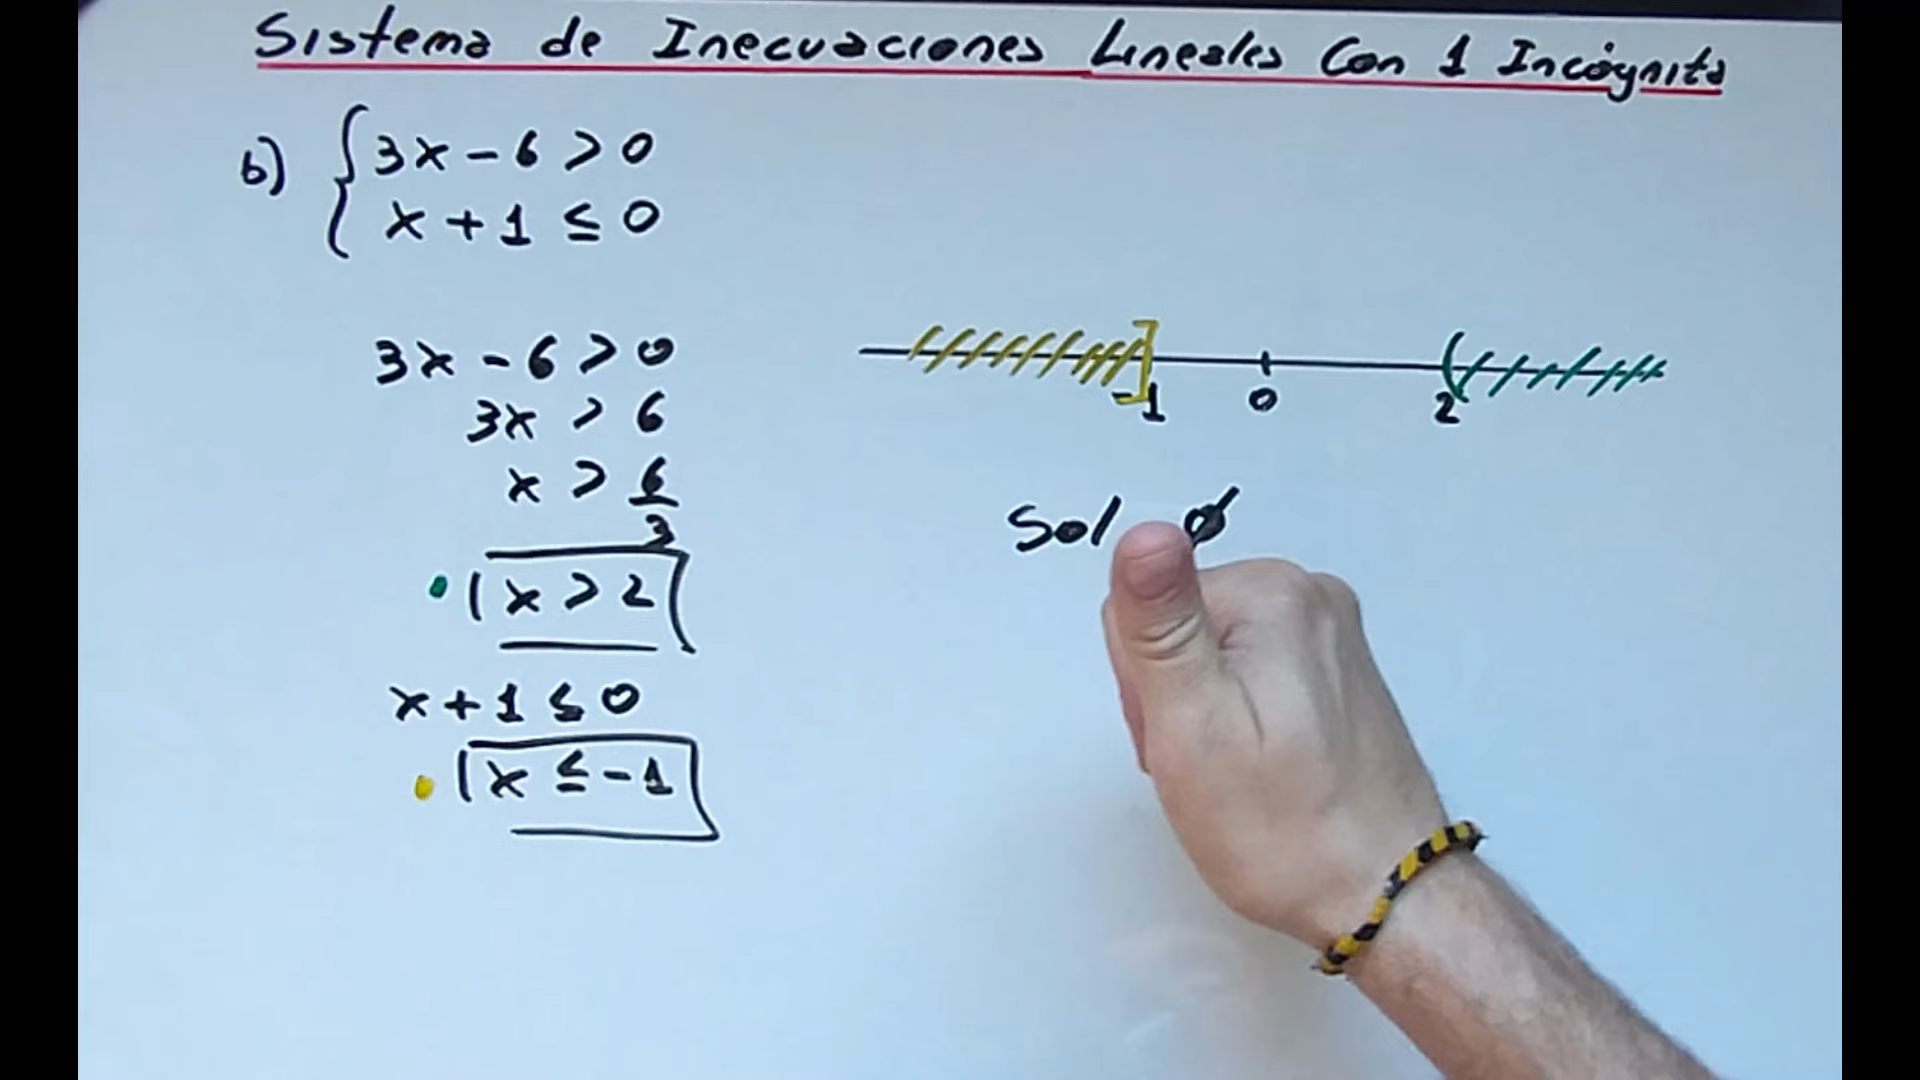 Sistema de Inecuaciones Lineales Con 1 Incógnita
b) { 3x - 6 > 0
x + 1 ≤ 0
3x - 6 > 0
3x > 6
x > 6/3
x > 2
x + 1 ≤ 0
x ≤ -1
-1 0 2
Sol ∅